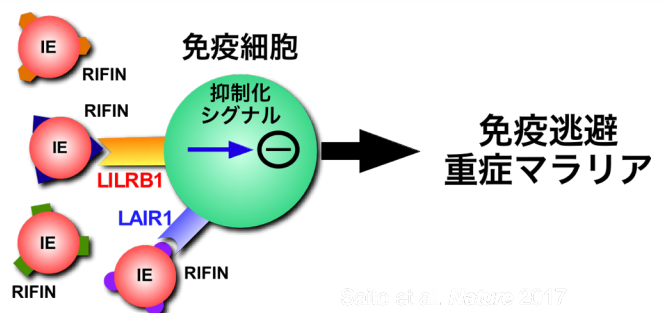 IE
RIFIN
免疫細胞
抑制化
シグナル
RIFIN
IE
LILRB1
免疫逃避
重症マラリア
LAIR1
IE
RIFIN
IE
RIFIN
Saito et al. Nature 2017